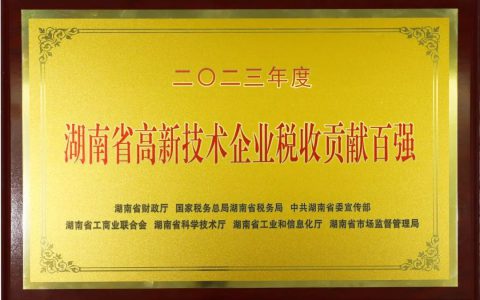 二〇二三年度
湖南省高新技术企业税收贡献百强
湖南省财政厅 国家税务总局湖南省税务局 中共湖南省委宣传部
湖南省工商业联合会 湖南省科学技术厅 湖南省工业和信息化厅 湖南省市场监督管理局